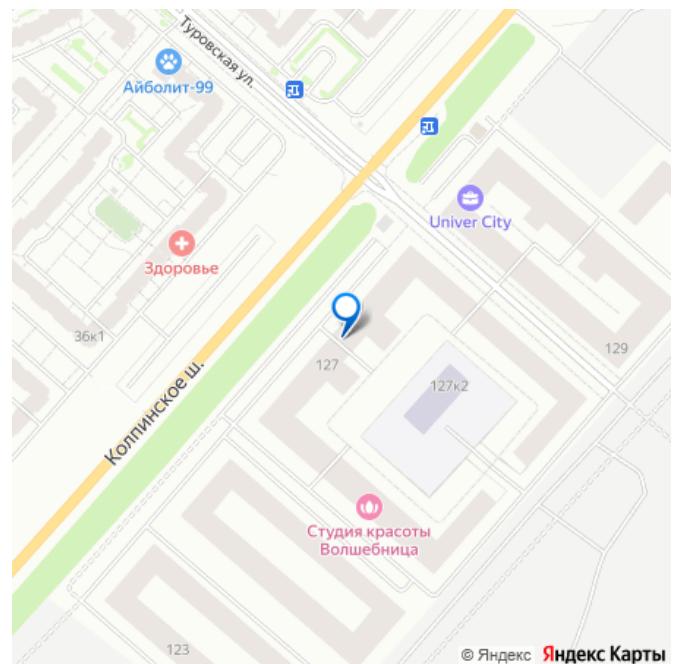 Туровская ул.
Айболит-99
Univer City
Здоровье
36к1
129
127
127к2
Колпинское ш.
Студия красоты
Волшебница
123
© Яндекс Яндекс Карты